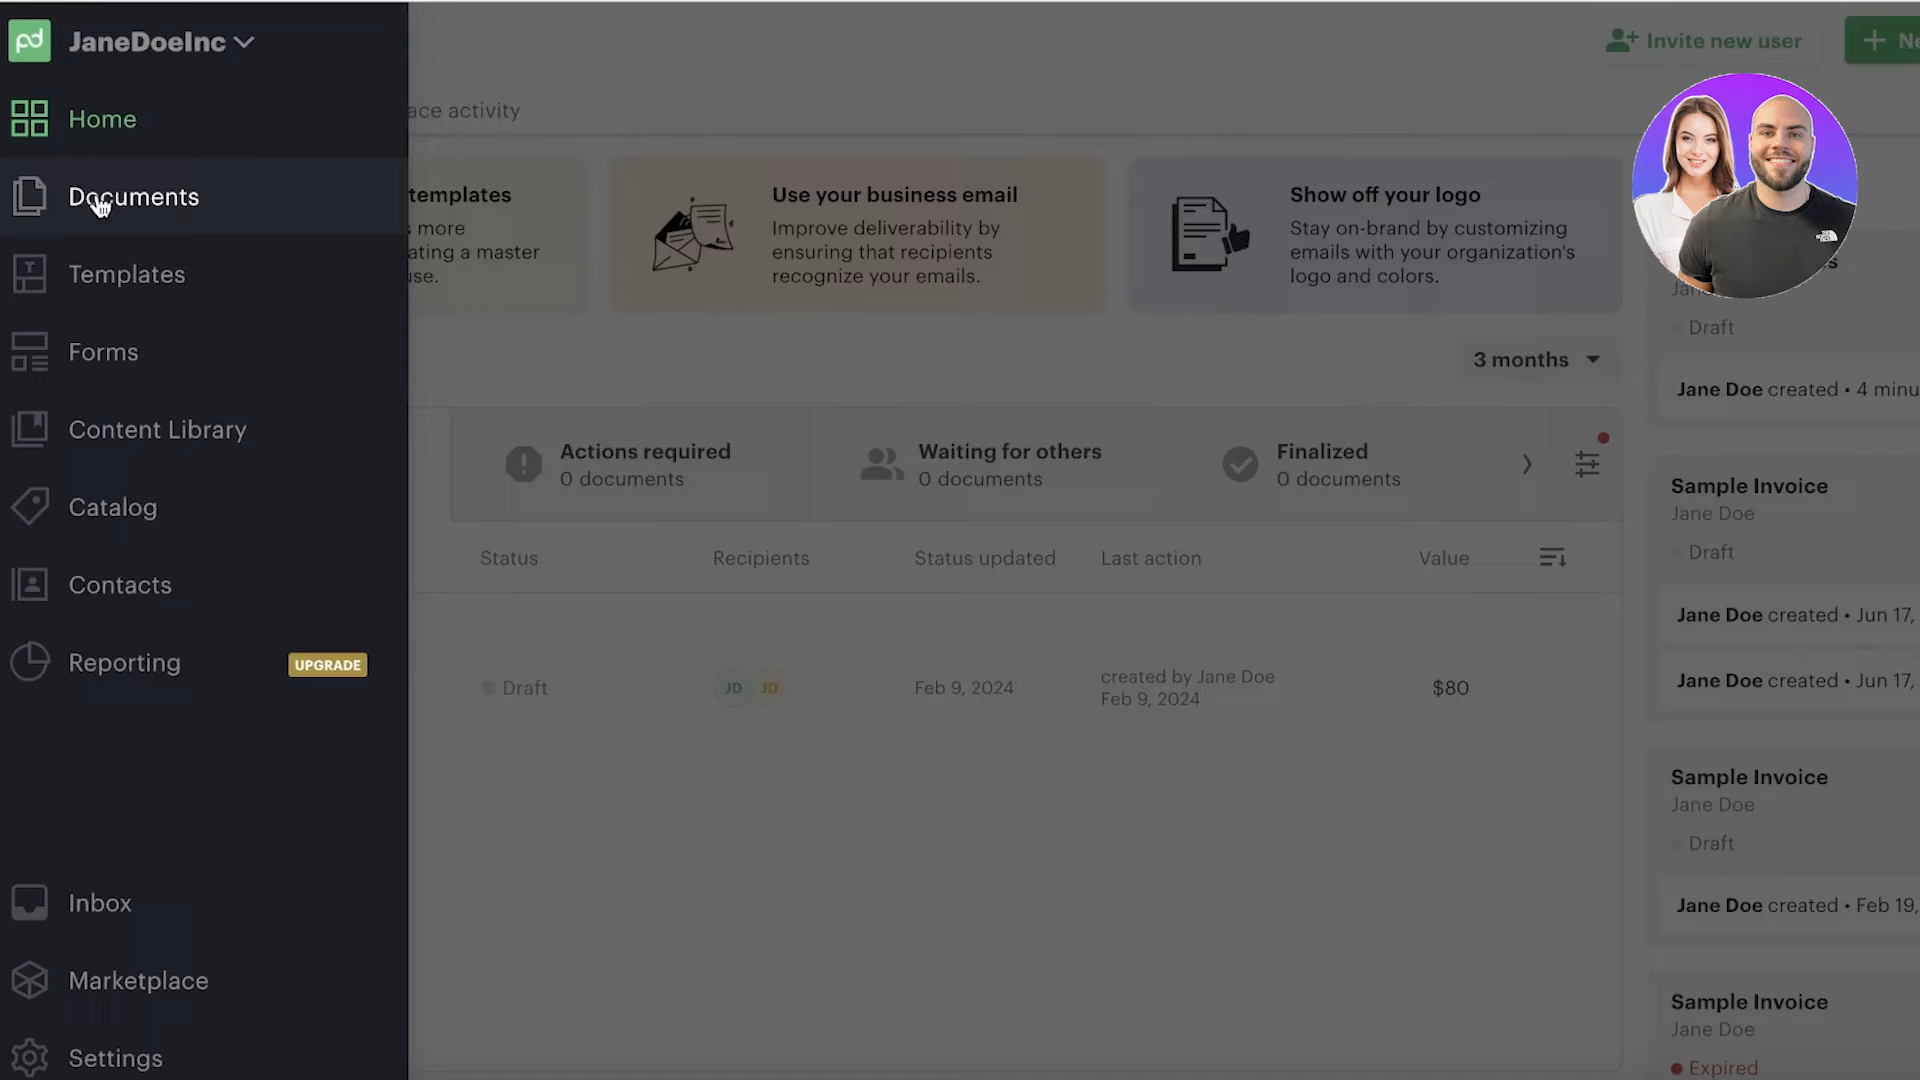 JaneDoeInc
Home
Documents
Templates
Forms
Content Library
Catalog
Contacts
Reporting
UPGRADE
Inbox
Marketplace
Settings
Invite new user
ace activity
templates
more
ating a master
use.
Use your business email
Improve deliverability by
ensuring that recipients
recognize your emails.
Show off your logo
Stay on-brand by customizing
emails with your organization's
logo and colors.
3 months
Actions required
0 documents
Waiting for others
0 documents
Finalized
0 documents
Status Recipients Status updated Last action Value
Draft JD JD Feb 9, 2024 created by Jane Doe $80
Feb 9, 2024
Draft
Jane Doe created • 4 minu
Sample Invoice
Jane Doe
Draft
Jane Doe created • Jun 17,
Jane Doe created • Jun 17,
Sample Invoice
Jane Doe
Draft
Jane Doe created • Feb 19,
Sample Invoice
Jane Doe
Expired